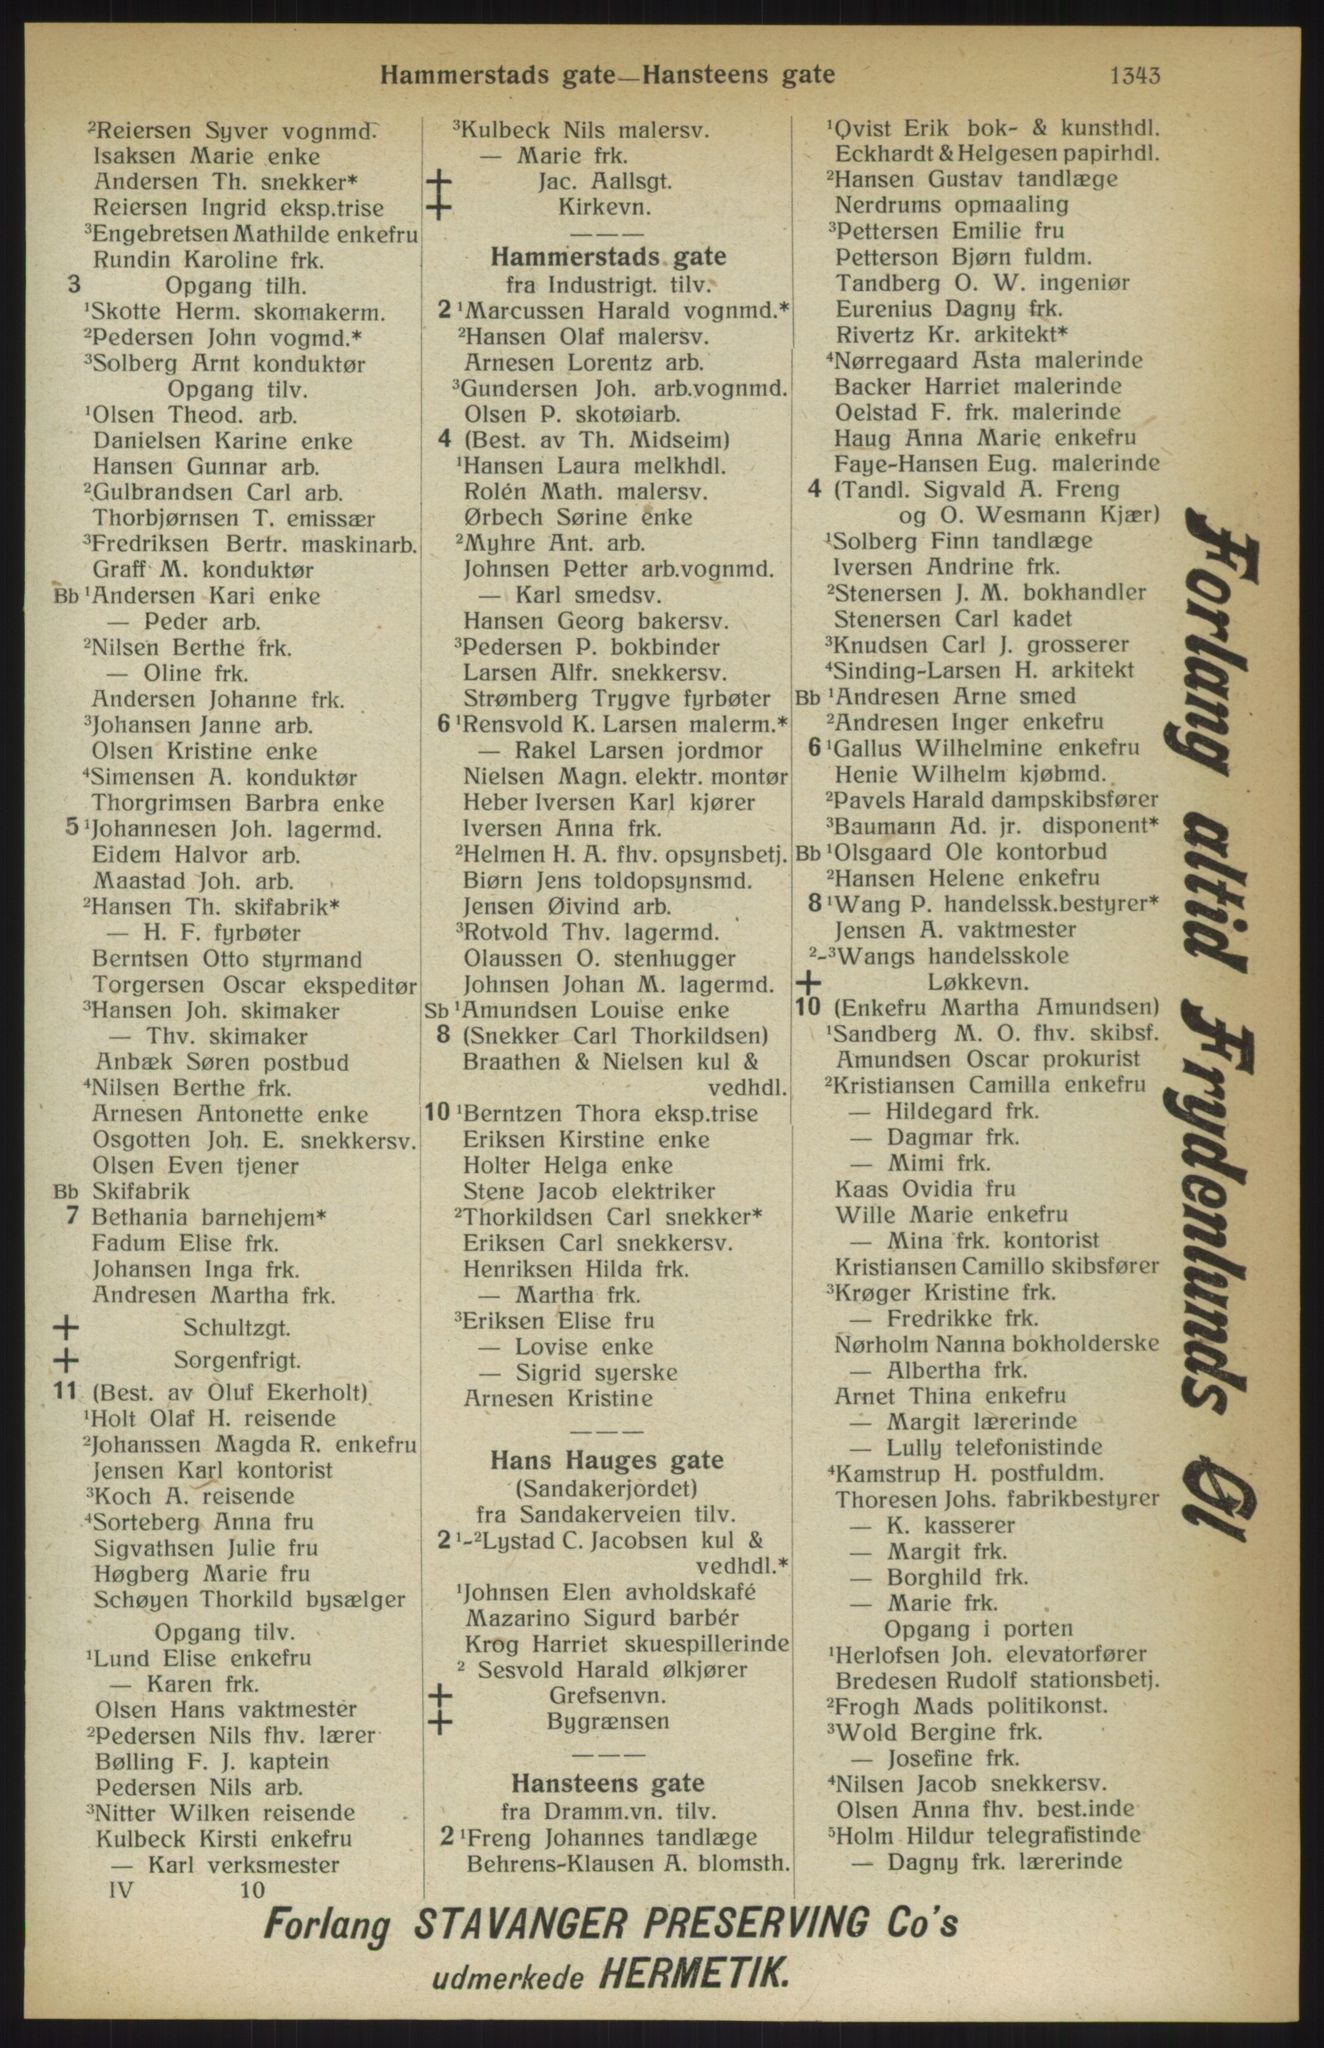 Hammerstads gate—Hansteens gate 1343
²Reiersen Syver vognmd.
Isaksen Marie enke
Andersen Th. snekker*
Reiersen Ingrid eksp.trise
³Engebretsen Mathilde enkefru
Rundin Karoline frk.
3 Opgang tilh.
¹Skotte Herm. skomakerm.
²Pedersen John vogmd.*
³Solberg Arnt konduktør
Opgang tilv.
¹Olsen Theod. arb.
Danielsen Karine enke
Hansen Gunnar arb.
²Gulbrandsen Carl arb.
Thorbjørnsen T. emissær
³Fredriksen Bertr. maskinarb.
Graff M. konduktør
Bb ¹Andersen Kari enke
— Peder arb.
²Nilsen Berthe frk.
— Oline frk.
Andersen Johanne frk.
³Johansen Janne arb.
Olsen Kristine enke
⁴Simensen A. konduktør
Thorgrimsen Barbra enke
5 ¹Johannesen Joh. lagermd.
Eidem Halvor arb.
Maastad Joh. arb.
²Hansen Th. skifabrik*
— H. F. fyrbøter
Berntsen Otto styrmand
Torgersen Oscar ekspeditør
³Hansen Joh. skimaker
— Thv. skimaker
Anbæk Søren postbud
⁴Nilsen Berthe frk.
Arnesen Antonette enke
Osgotten Joh. E. snekkersv.
Olsen Even tjener
Bb Skifabrik
7 Bethania barnehjem*
Fadum Elise frk.
Johansen Inga frk.
Andresen Martha frk.
+ Schultzgt.
+ Sorgenfrigt.
11 (Best. av Oluf Ekerholt)
¹Holt Olaf H. reisende
²Johanssen Magda R. enkefru
Jensen Karl kontorist
³Koch A. reisende
⁴Sorteberg Anna fru
Sigvathsen Julie fru
Høgberg Marie fru
Schøyen Thorkild bysælger
Opgang tilv.
¹Lund Elise enkefru
— Karen frk.
Olsen Hans vaktmester
²Pedersen Nils fhv. lærer
Bølling F. J. kaptein
Pedersen Nils arb.
³Nitter Wilken reisende
Kulbeck Kirsti enkefru
— Karl verksmester
IV 10
³Kulbeck Nils malersv.
— Marie frk.
+ Jac. Aallsgt.
+ Kirkevn.
— — —
Hammerstads gate
fra Industrigt. tilv.
2 ¹Marcussen Harald vognmd.*
²Hansen Olaf malersv.
Arnesen Lorentz arb.
³Gundersen Joh. arb.vognmd.
Olsen P. skotøiarb.
4 (Best. av Th. Midseim)
¹Hansen Laura melkhdl.
Rolén Math. malersv.
Ørbech Sørine enke
²Myhre Ant. arb.
Johnsen Petter arb.vognmd.
— Karl smedsv.
Hansen Georg bakersv.
³Pedersen P. bokbinder
Larsen Alfr. snekkersv.
Strømberg Trygve fyrbøter
6 ¹Rensvold K. Larsen malerm.*
— Rakel Larsen jordmor
Nielsen Magn. elektr. montør
Heber Iversen Karl kjører
Iversen Anna frk.
²Helmen H. A. fhv. opsynsbetj.
Biørn Jens toldopsynsmd.
Jensen Øivind arb.
³Rotvold Thv. lagermd.
Olaussen O. stenhugger
Johnsen Johan M. lagermd.
Sb ¹Amundsen Louise enke
8 (Snekker Carl Thorkildsen)
Braathen & Nielsen kul &
vedhdl.
10 ¹Berntzen Thora eksp.trise
Eriksen Kirstine enke
Holter Helga enke
Stene Jacob elektriker
²Thorkildsen Carl snekker*
Eriksen Carl snekkersv.
Henriksen Hilda frk.
— Martha frk.
³Eriksen Elise fru
— Lovise enke
— Sigrid syerske
Arnesen Kristine
— — —
Hans Hauges gate
(Sandakerjordet)
fra Sandakerveien tilv.
2 ¹-²Lystad C. Jacobsen kul &
vedhdl.*
¹Johnsen Elen avholdskafé
Mazarino Sigurd barbér
Krog Harriet skuespillerinde
² Sesvold Harald ølkjører
+ Grefsenvn.
+ Bygrænsen
— — —
Hansteens gate
fra Dramm.vn. tilv.
2 ¹Freng Johannes tandlæge
Behrens-Klausen A. blomsth.
¹Qvist Erik bok- & kunsthdl.
Eckhardt & Helgesen papirhdl.
²Hansen Gustav tandlæge
Nerdrums opmaaling
³Pettersen Emilie fru
Petterson Bjørn fuldm.
Tandberg O. W. ingeniør
Eurenius Dagny frk.
Rivertz Kr. arkitekt*
⁴Nørregaard Asta malerinde
Backer Harriet malerinde
Oelstad F. frk. malerinde
Haug Anna Marie enkefru
Faye-Hansen Eug. malerinde
4 (Tandl. Sigvald A. Freng
og O. Wesmann Kjær)
¹Solberg Finn tandlæge
Iversen Andrine frk.
²Stenersen J. M. bokhandler
Stenersen Carl kadet
³Knudsen Carl J. grosserer
⁴Sinding-Larsen H. arkitekt
Bb ¹Andresen Arne smed
²Andresen Inger enkefru
6 ¹Gallus Wilhelmine enkefru
Henie Wilhelm kjøbmd.
²Pavels Harald dampskibsfører
³Baumann Ad. jr. disponent*
Bb ¹Olsgaard Ole kontorbud
²Hansen Helene enkefru
8 ¹Wang P. handelssk.bestyrer*
Jensen A. vaktmester
²-³Wangs handelsskole
+ Løkkevn.
10 (Enkefru Martha Amundsen)
¹Sandberg M. O. fhv. skibsf.
Amundsen Oscar prokurist
²Kristiansen Camilla enkefru
— Hildegard frk.
— Dagmar frk.
— Mimi frk.
Kaas Ovidia fru
Wille Marie enkefru
— Mina frk. kontorist
Kristiansen Camillo skibsfører
³Krøger Kristine frk.
— Fredrikke frk.
Nørholm Nanna bokholderske
— Albertha frk.
Arnet Thina enkefru
— Margit lærerinde
— Lully telefonistinde
⁴Kamstrup H. postfuldm.
Thoresen Johs. fabrikbestyrer
— K. kasserer
— Margit frk.
— Borghild frk.
— Marie frk.
Opgang i porten
¹Herlofsen Joh. elevatorfører
Bredesen Rudolf stationsbetj.
²Frogh Mads politikonst.
³Wold Bergine frk.
— Josefine frk.
⁴Nilsen Jacob snekkersv.
Olsen Anna fhv. best.inde
⁵Holm Hildur telegrafistinde
— Dagny frk. lærerinde
Forlang altid Frydenlunds Øl
Forlang STAVANGER PRESERVING Co's
udmerkede HERMETIK.